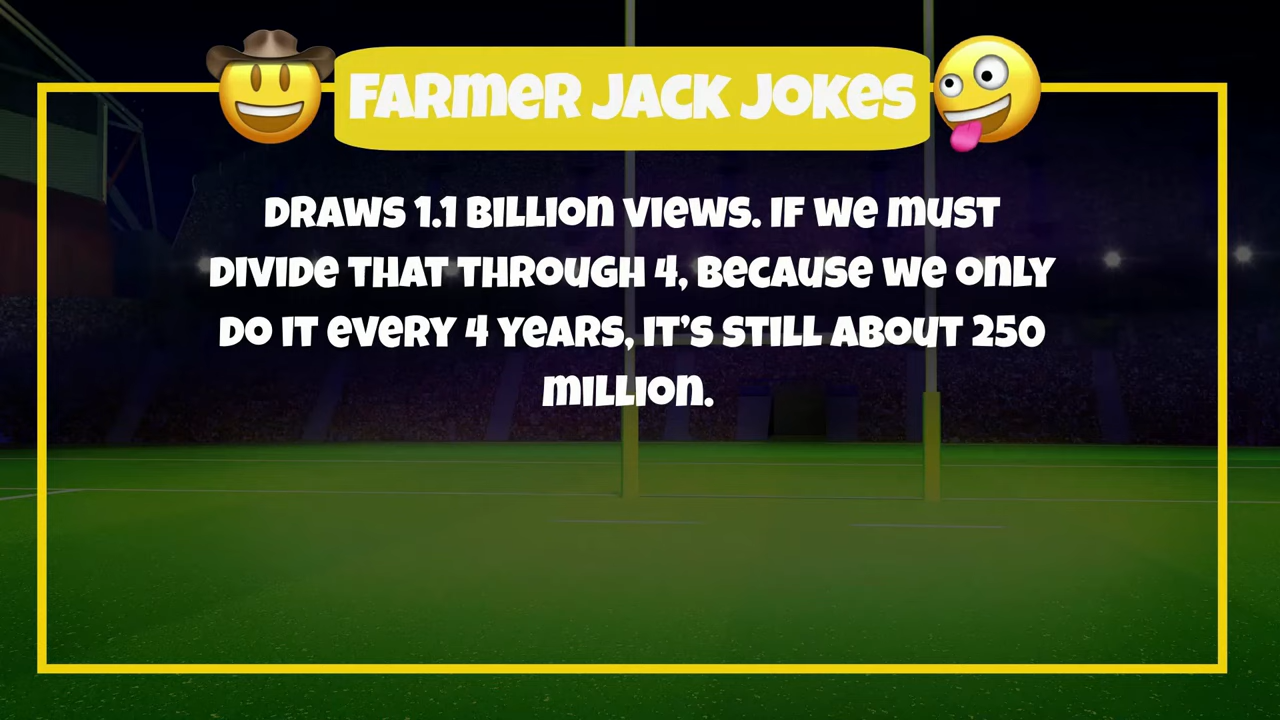 FARMER JACK JOKES
DRAWS 1.1 BILLION VIEWS. IF WE MUST
DIVIDE THAT THROUGH 4, BECAUSE WE ONLY
DO IT EVERY 4 YEARS, IT'S STILL ABOUT 250
MILLION.